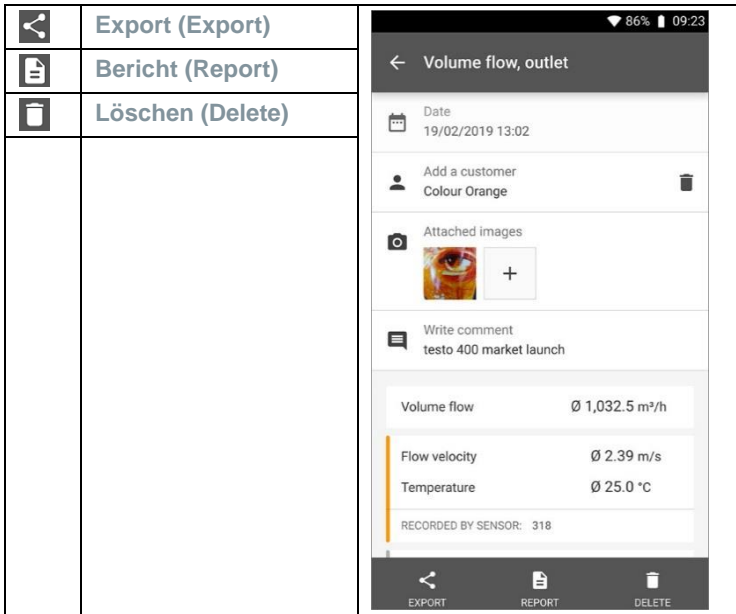 Export (Export)
Bericht (Report)
Löschen (Delete)
86% 09:23
Volume flow, outlet
Date
19/02/2019 13:02
Add a customer
Colour Orange
Attached images
+
Write comment
testo 400 market launch
Volume flow Ø 1,032.5 m³/h
Flow velocity Ø 2.39 m/s
Temperature Ø 25.0 °C
RECORDED BY SENSOR: 318
EXPORT REPORT DELETE